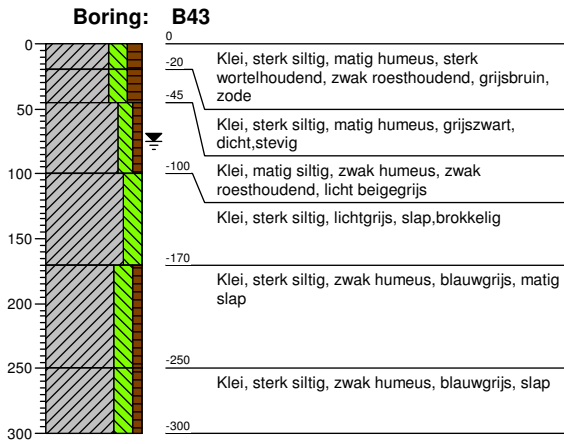 Boring: B43
0
50
100
150
200
250
300
0
Klei, sterk siltig, matig humeus, sterk
wortelhoudend, zwak roesthoudend, grijsbruin,
zode
-20
Klei, sterk siltig, matig humeus, grijszwart,
dicht,stevig
-45
Klei, matig siltig, zwak humeus, zwak
roesthoudend, licht beigegrijs
-100
Klei, sterk siltig, lichtgrijs, slap,brokkelig
-170
Klei, sterk siltig, zwak humeus, blauwgrijs, matig
slap
-250
Klei, sterk siltig, zwak humeus, blauwgrijs, slap
-300